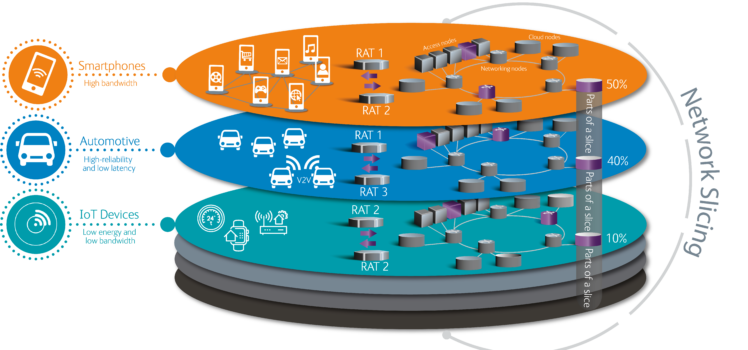 Smartphones
High bandwidth
Automotive
High-reliability
and low latency
IoT Devices
Low energy and
low bandwidth
RAT 1
RAT 2
Access nodes
Cloud nodes
Networking nodes
50%
Parts of a slice
RAT 1
RAT 3
V2V
40%
Parts of a slice
24
RAT 2
RAT 2
10%
Parts of a slice
Network Slicing